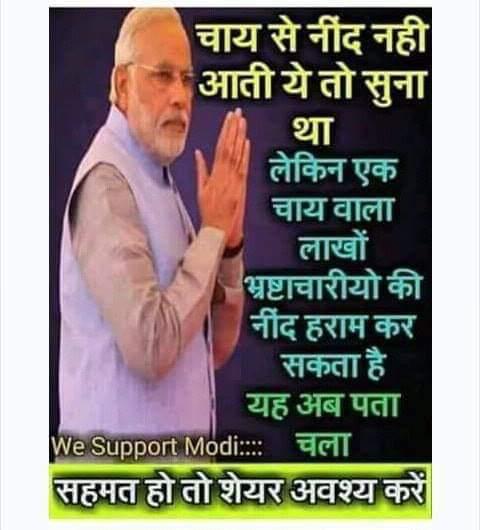 चाय से नींद नही
आती ये तो सुना
था
लेकिन एक
चाय वाला
लाखों
भ्रष्टाचारीयो की
नींद हराम कर
सकता है
यह अब पता
चला
We Support Modi::::
सहमत हो तो शेयर अवश्य करें